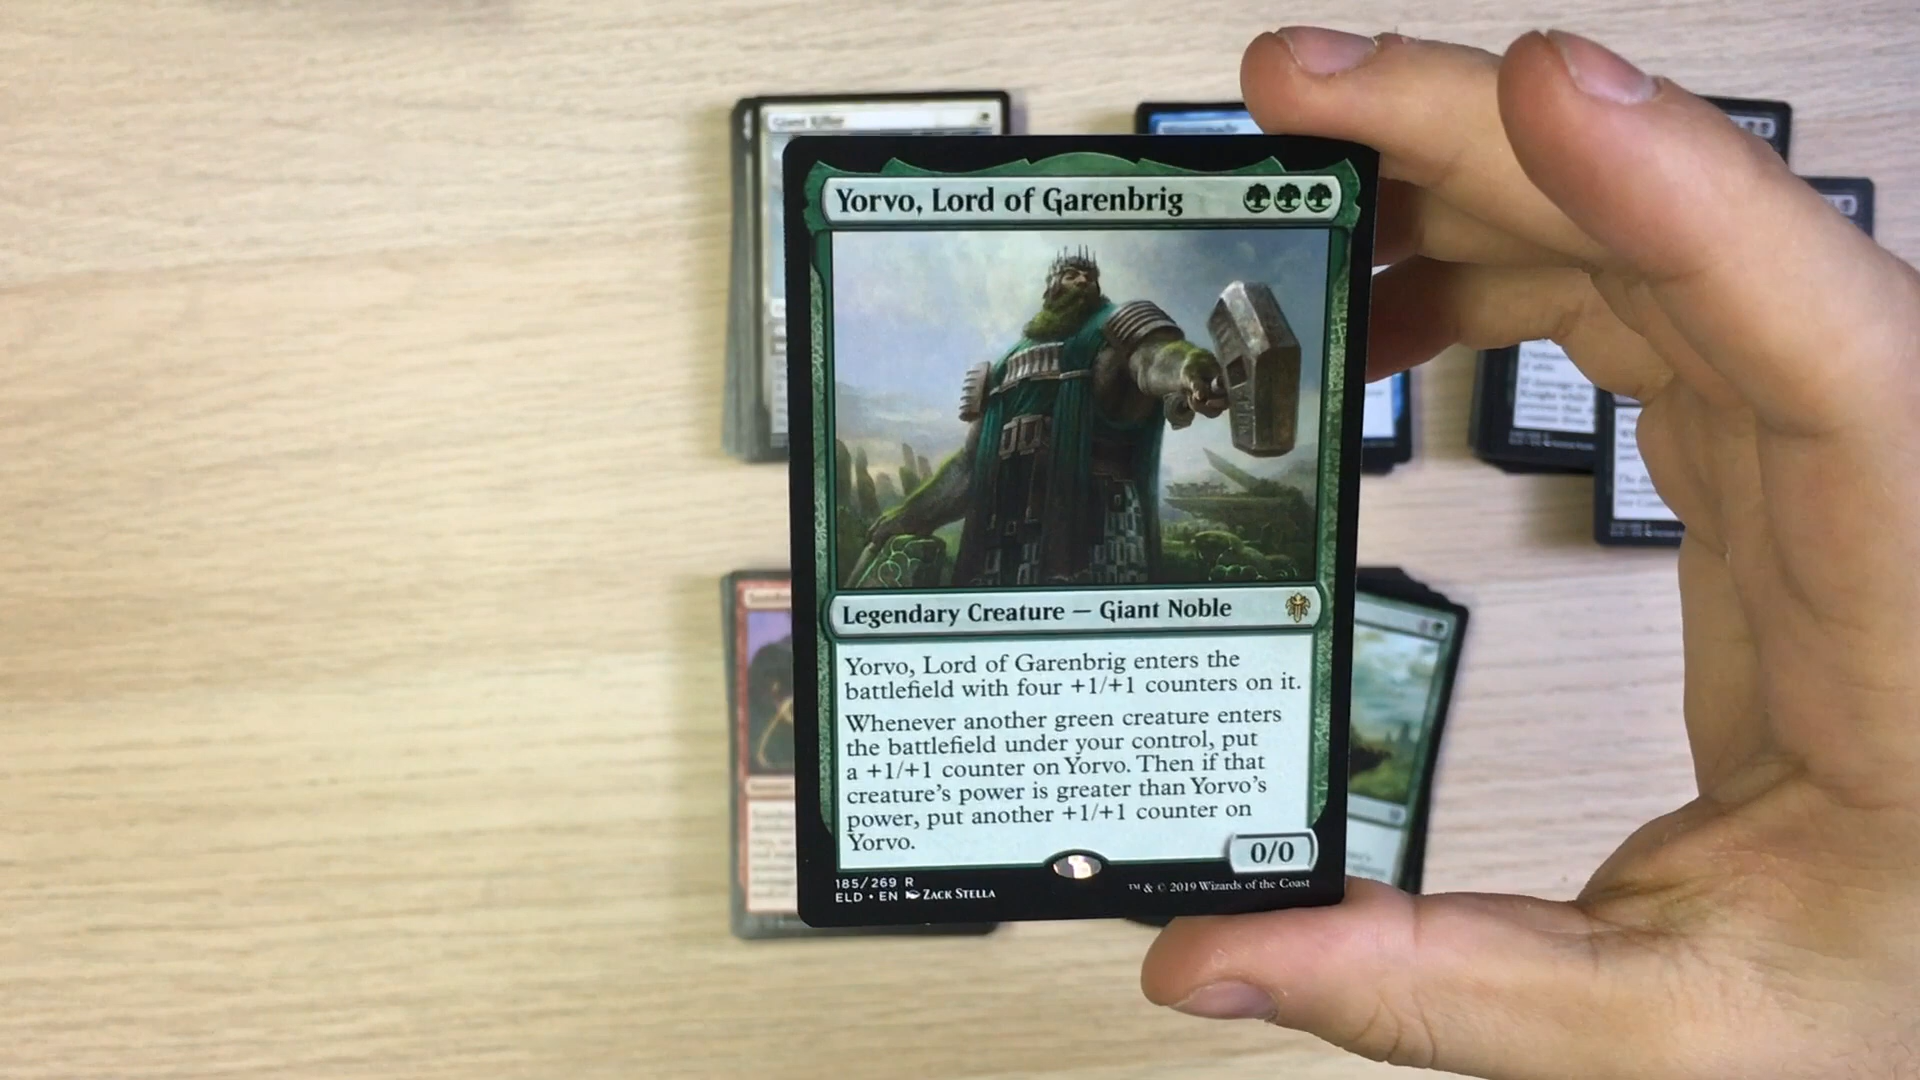 Yorvo, Lord of Garenbrig
Legendary Creature — Giant Noble
Yorvo, Lord of Garenbrig enters the
battlefield with four +1/+1 counters on it.
Whenever another green creature enters
the battlefield under your control, put
a +1/+1 counter on Yorvo. Then if that
creature's power is greater than Yorvo's
power, put another +1/+1 counter on
Yorvo.
0/0
185/269 R
ELD • EN ZACK STELLA
™ & © 2019 Wizards of the Coast